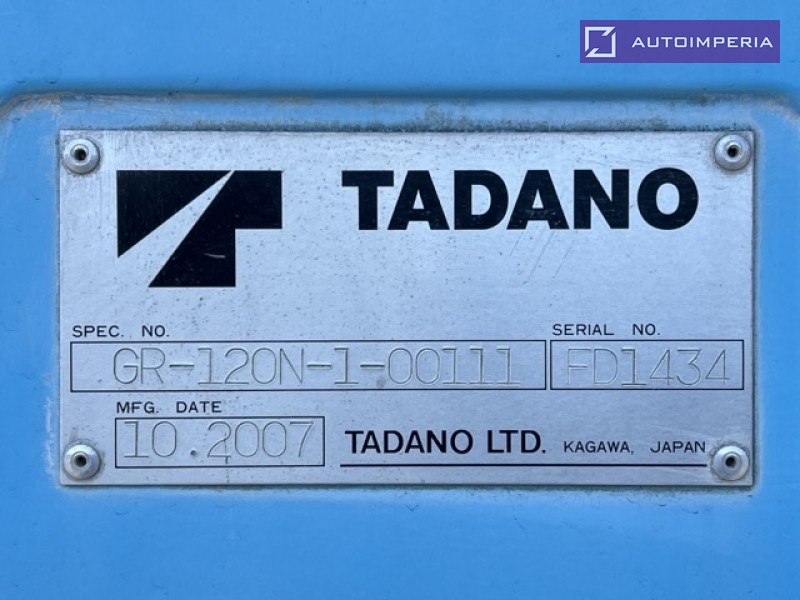 AUTOIMPERIA
TADANO
SPEC. NO.
SERIAL NO.
GR-120N-1-00111
FD1434
MFG. DATE
10.2007
TADANO LTD. KAGAWA, JAPAN